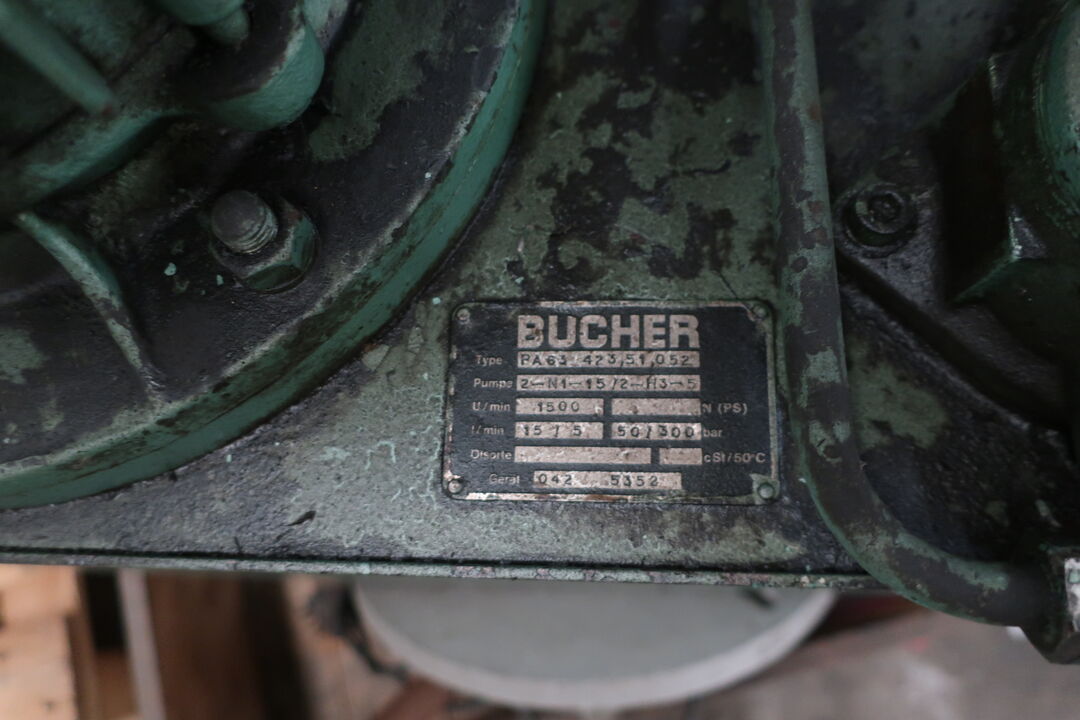 BUCHER
Type PA63 423,51,052
Pumpe 2-N1-15/2-H3-5
U/min 1500 N (PS)
l/min 15/5 50/300 bar
Ölsorte cSt/50°C
Gerät 042 5352